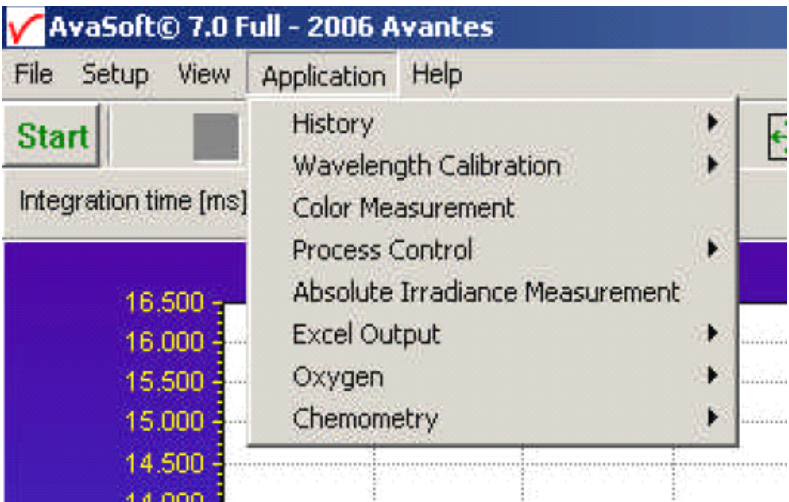 AvaSoft© 7.0 Full - 2006 Avantes
File Setup View Application Help
Start
Integration time [ms]
History
Wavelength Calibration
Color Measurement
Process Control
Absolute Irradiance Measurement
Excel Output
Oxygen
Chemometry
16.500
16.000
15.500
15.000
14.500
14.000